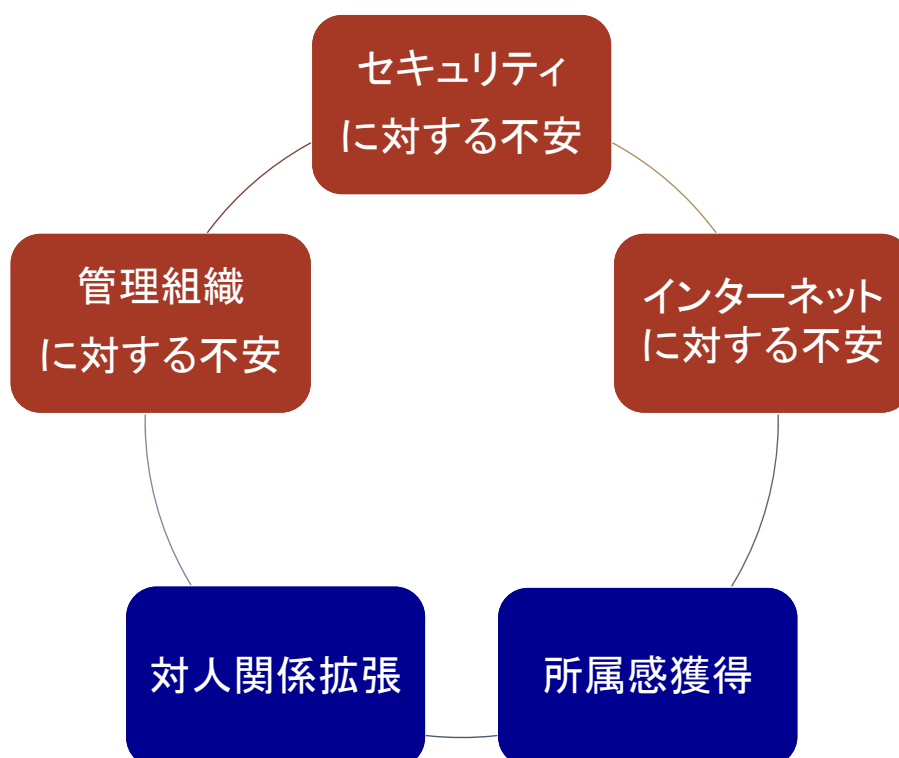 セキュリティ
に対する不安
管理組織
に対する不安
インターネット
に対する不安
対人関係拡張
所属感獲得